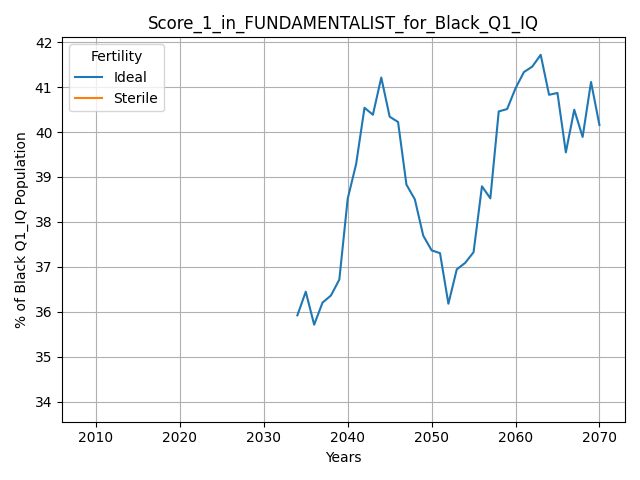 Score_1_in_FUNDAMENTALIST_for_Black_Q1_IQ
Fertility
Ideal
Sterile
% of Black Q1_IQ Population
42
41
40
39
38
37
36
35
34
2010 2020 2030 2040 2050 2060 2070
Years